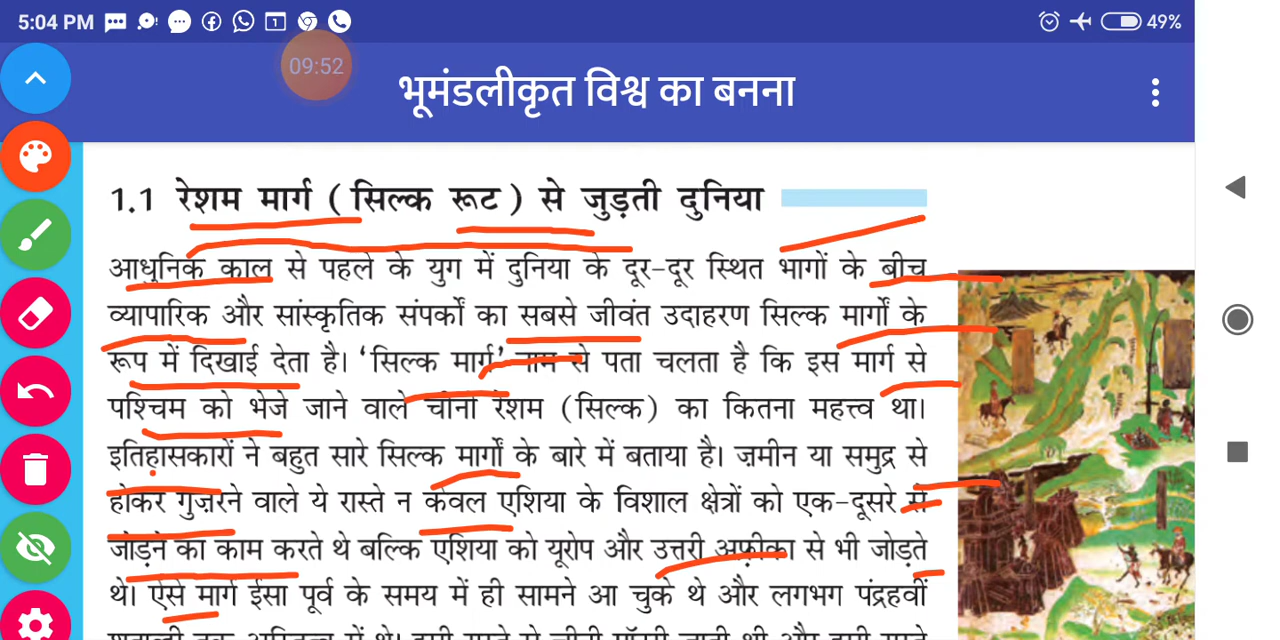 5:04 PM
49%
09:52
भूमंडलीकृत विश्व का बनना
1.1 रेशम मार्ग (सिल्क रूट) से जुड़ती दुनिया
आधुनिक काल से पहले के युग में दुनिया के दूर-दूर स्थित भागों के बीच
व्यापारिक और सांस्कृतिक संपर्कों का सबसे जीवंत उदाहरण सिल्क मार्गों के
रूप में दिखाई देता है। ‘सिल्क मार्ग’ नाम से पता चलता है कि इस मार्ग से
पश्चिम को भेजे जाने वाले चीनी रेशम (सिल्क) का कितना महत्त्व था।
इतिहासकारों ने बहुत सारे सिल्क मार्गों के बारे में बताया है। ज़मीन या समुद्र से
होकर गुज़रने वाले ये रास्ते न केवल एशिया के विशाल क्षेत्रों को एक-दूसरे से
जोड़ने का काम करते थे बल्कि एशिया को यूरोप और उत्तरी अफ़्रीका से भी जोड़ते
थे। ऐसे मार्ग ईसा पूर्व के समय में ही सामने आ चुके थे और लगभग पंद्रहवीं